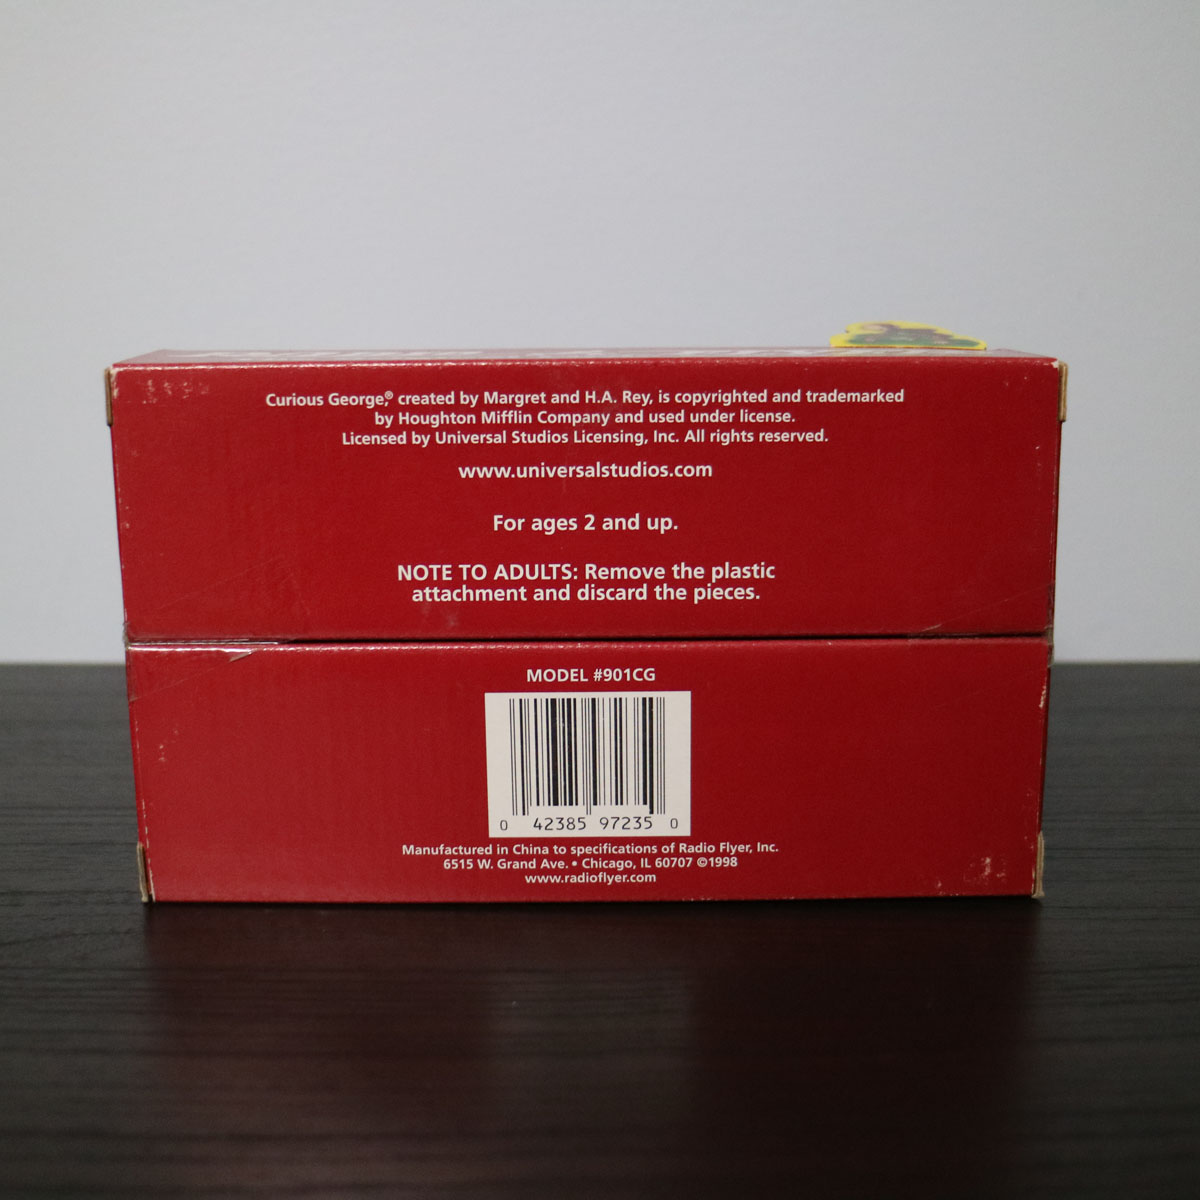 Curious George,® created by Margret and H.A. Rey, is copyrighted and trademarked
by Houghton Mifflin Company and used under license.
Licensed by Universal Studios Licensing, Inc. All rights reserved.
www.universalstudios.com
For ages 2 and up.
NOTE TO ADULTS: Remove the plastic
attachment and discard the pieces.
MODEL #901CG
0 42385 97235 0
Manufactured in China to specifications of Radio Flyer, Inc.
6515 W. Grand Ave. • Chicago, IL 60707 ©1998
www.radioflyer.com